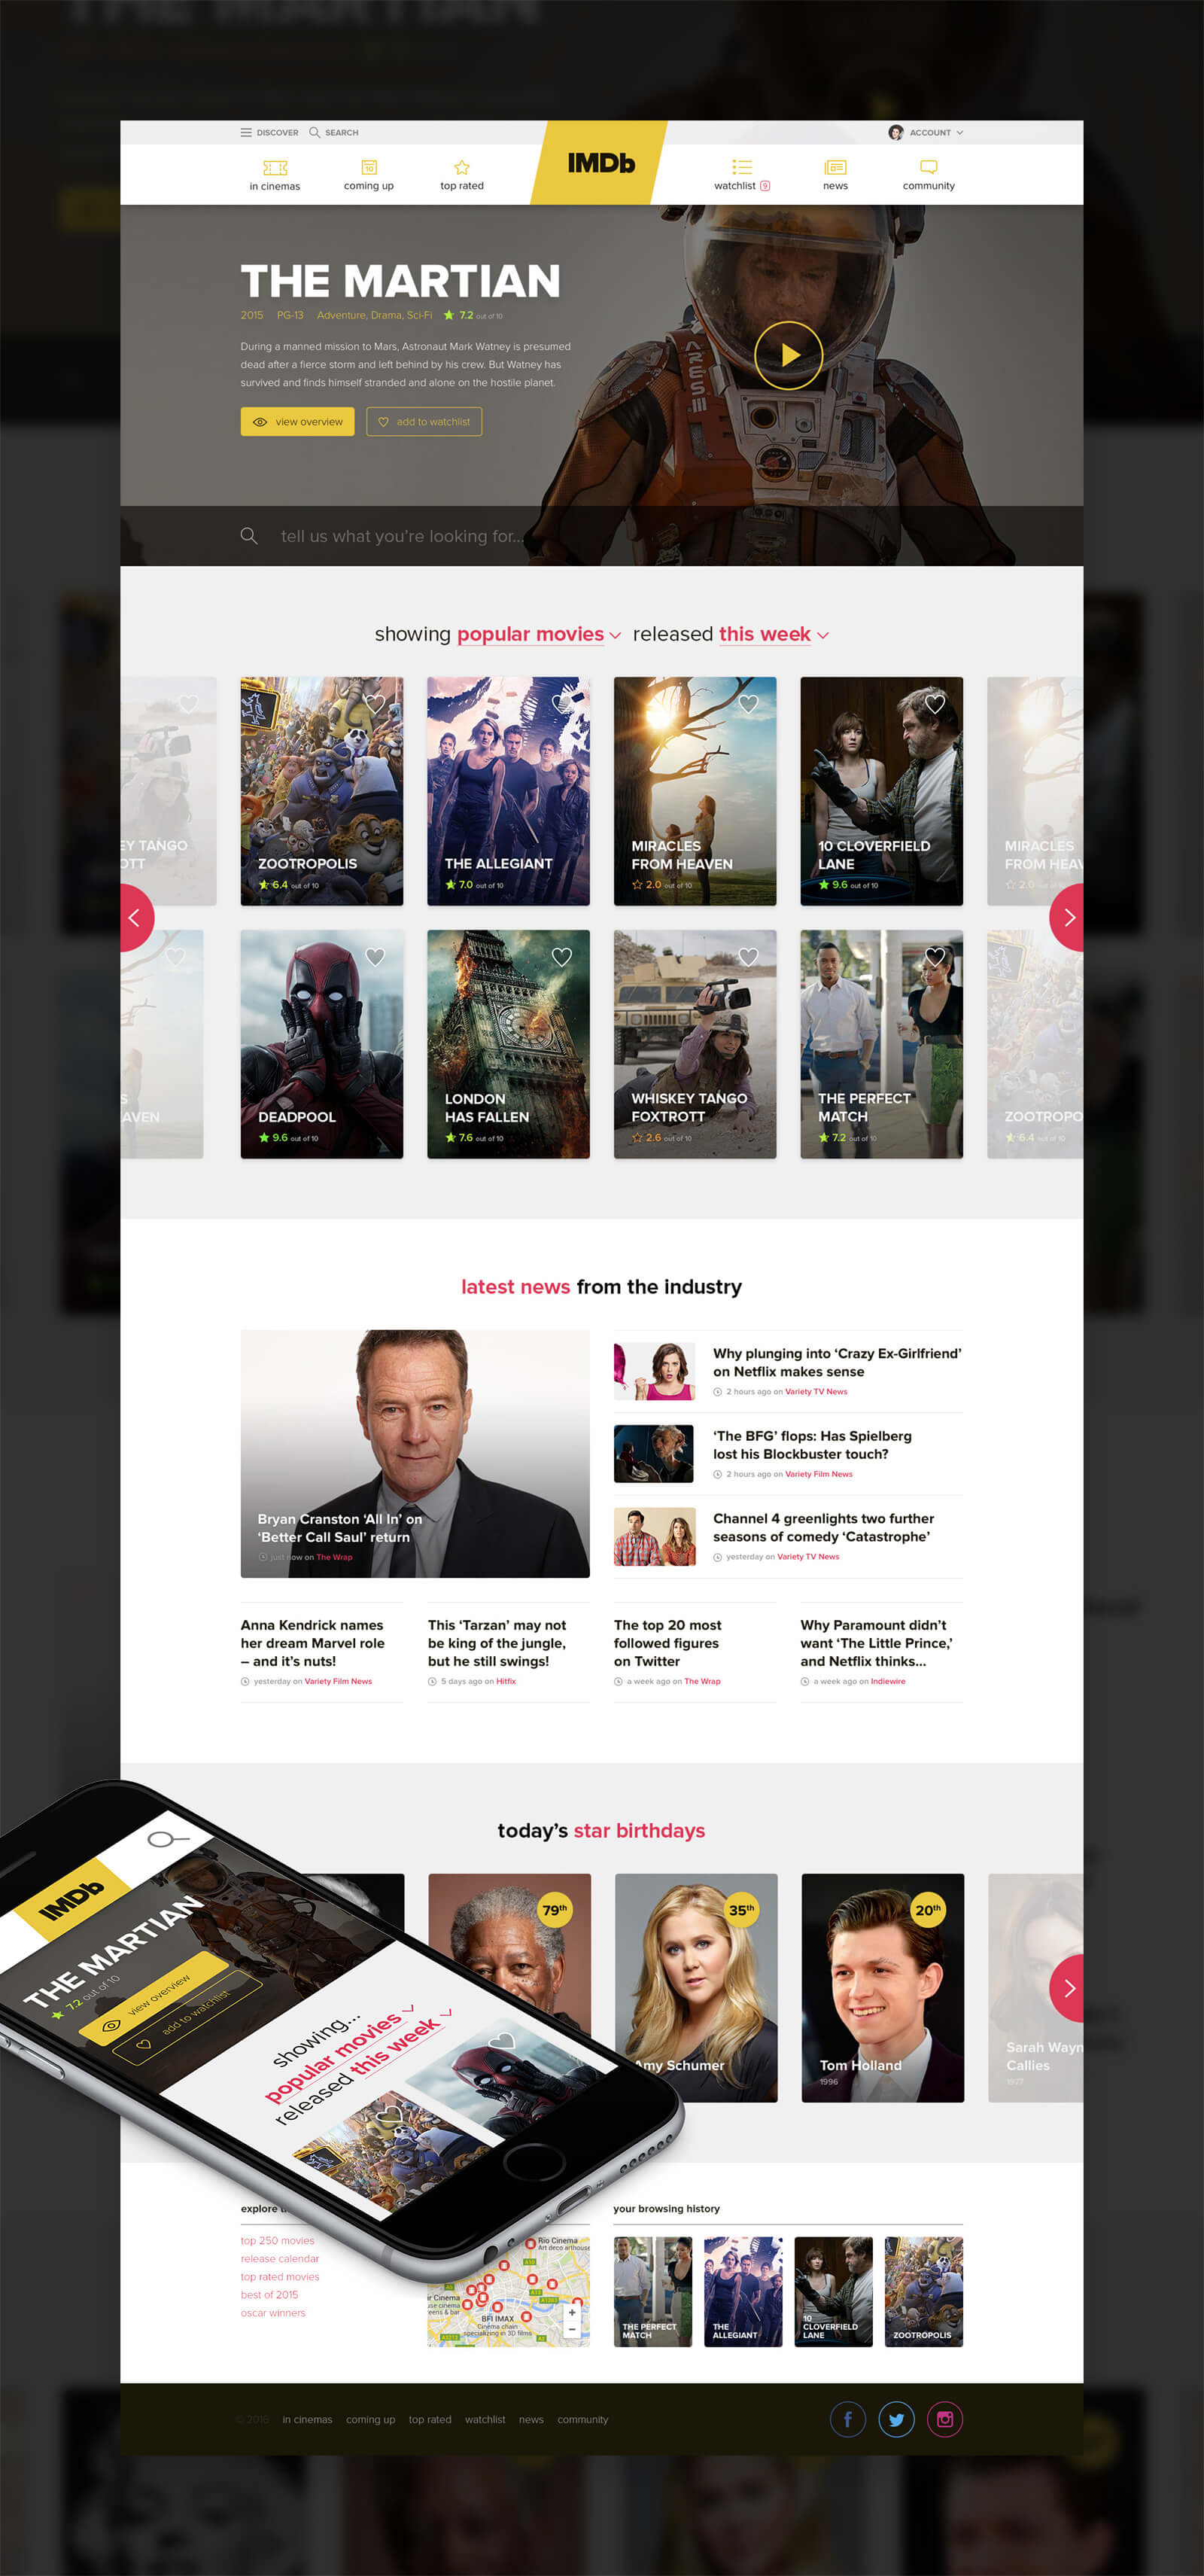 THE MARTIAN
DISCOVER
SEARCH
ACCOUNT
in cinemas
coming up
top rated
IMDb
watchlist 9
news
community
THE MARTIAN
2015 PG-13 Adventure, Drama, Sci-Fi 7.2 out of 10
During a manned mission to Mars, Astronaut Mark Watney is presumed
dead after a fierce storm and left behind by his crew. But Watney has
survived and finds himself stranded and alone on the hostile planet.
view overview
add to watchlist
ARES III
tell us what you're looking for...
showing popular movies released this week
EY TANGO
OTT
ZOOTROPOLIS
6.4 out of 10
THE ALLEGIANT
7.0 out of 10
MIRACLES
FROM HEAVEN
2.0 out of 10
10 CLOVERFIELD
LANE
9.6 out of 10
MIRACLES
FROM HEAV
2.0 out of 10
S
AVEN
DEADPOOL
9.6 out of 10
LONDON
HAS FALLEN
7.6 out of 10
WHISKEY TANGO
FOXTROTT
2.6 out of 10
THE PERFECT
MATCH
7.2 out of 10
ZOOTROPO
6.4 out of 10
latest news from the industry
Bryan Cranston ‘All In’ on
‘Better Call Saul’ return
just now on The Wrap
Why plunging into ‘Crazy Ex-Girlfriend’
on Netflix makes sense
2 hours ago on Variety TV News
‘The BFG’ flops: Has Spielberg
lost his Blockbuster touch?
2 hours ago on Variety Film News
Channel 4 greenlights two further
seasons of comedy ‘Catastrophe’
yesterday on Variety TV News
Anna Kendrick names
her dream Marvel role
– and it’s nuts!
yesterday on Variety Film News
This ‘Tarzan’ may not
be king of the jungle,
but he still swings!
5 days ago on Hitfix
The top 20 most
followed figures
on Twitter
a week ago on The Wrap
Why Paramount didn’t
want ‘The Little Prince,’
and Netflix thinks...
a week ago on Indiewire
today’s star birthdays
79th
35th
Amy Schumer
20th
Tom Holland
1996
Sarah Wayn
Callies
1977
IMDb
THE MARTIAN
7.2 out of 10
view overview
add to watchlist
showing...
popular movies
released this week
explore
top 250 movies
release calendar
top rated movies
best of 2015
oscar winners
Rio Cinema
Art deco arthouse
ir Cinema
use cinema
eens & bar
BFI IMAX
Cinema chain
specializing in 3D films
+
−
your browsing history
THE PERFECT
MATCH
THE
ALLEGIANT
10
CLOVERFIELD
LANE
ZOOTROPOLIS
© 2016 in cinemas coming up top rated watchlist news community